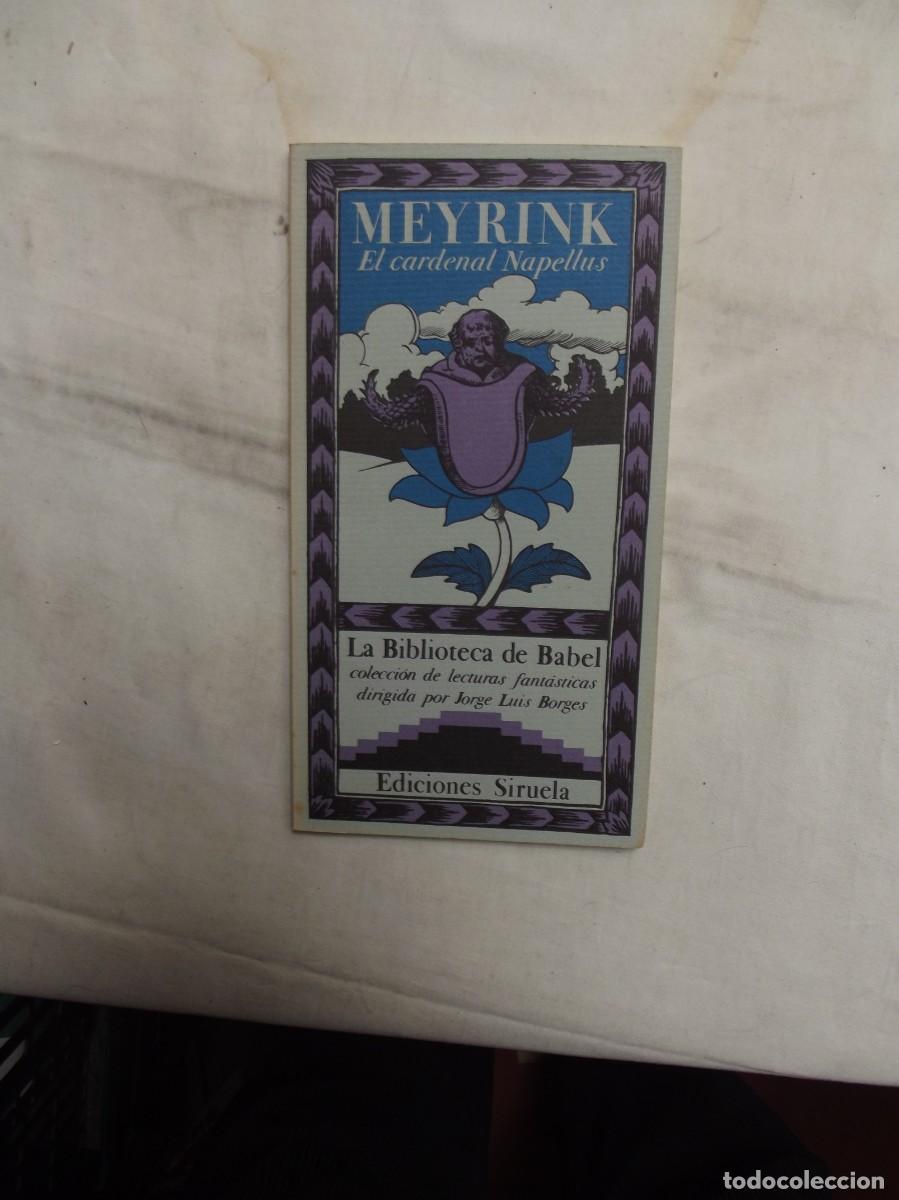 MEYRINK
El cardenal Napellus
La Biblioteca de Babel
colección de lecturas fantásticas
dirigida por Jorge Luis Borges
Ediciones Siruela
todocoleccion